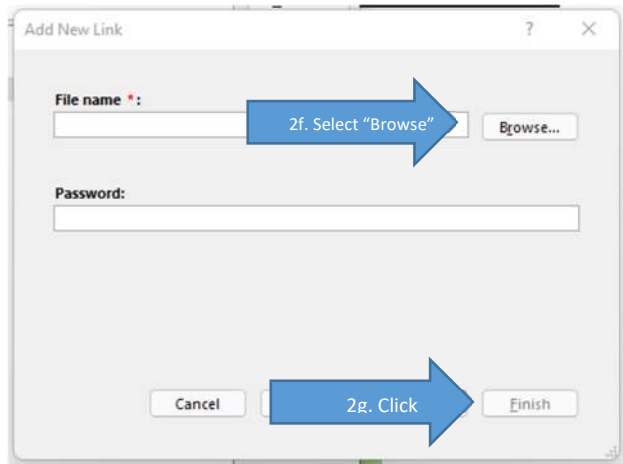 Add New Link ?
File name *:
2f. Select “Browse”
Browse...
Password:
Cancel
2g. Click
Finish